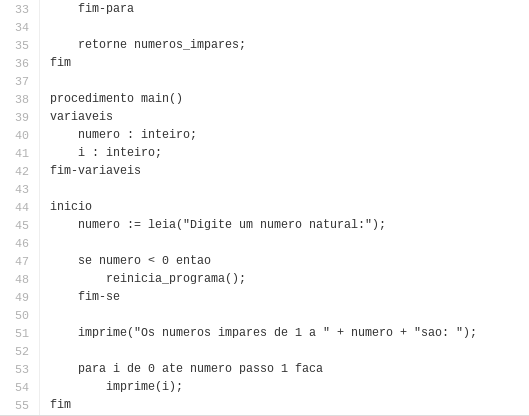 33 fim-para
34
35 retorne numeros_impares;
36 fim
37
38 procedimento main()
39 variaveis
40 numero : inteiro;
41 i : inteiro;
42 fim-variaveis
43
44 inicio
45 numero := leia("Digite um numero natural:");
46
47 se numero < 0 entao
48 reinicia_programa();
49 fim-se
50
51 imprime("Os numeros impares de 1 a " + numero + "sao: ");
52
53 para i de 0 ate numero passo 1 faca
54 imprime(i);
55 fim